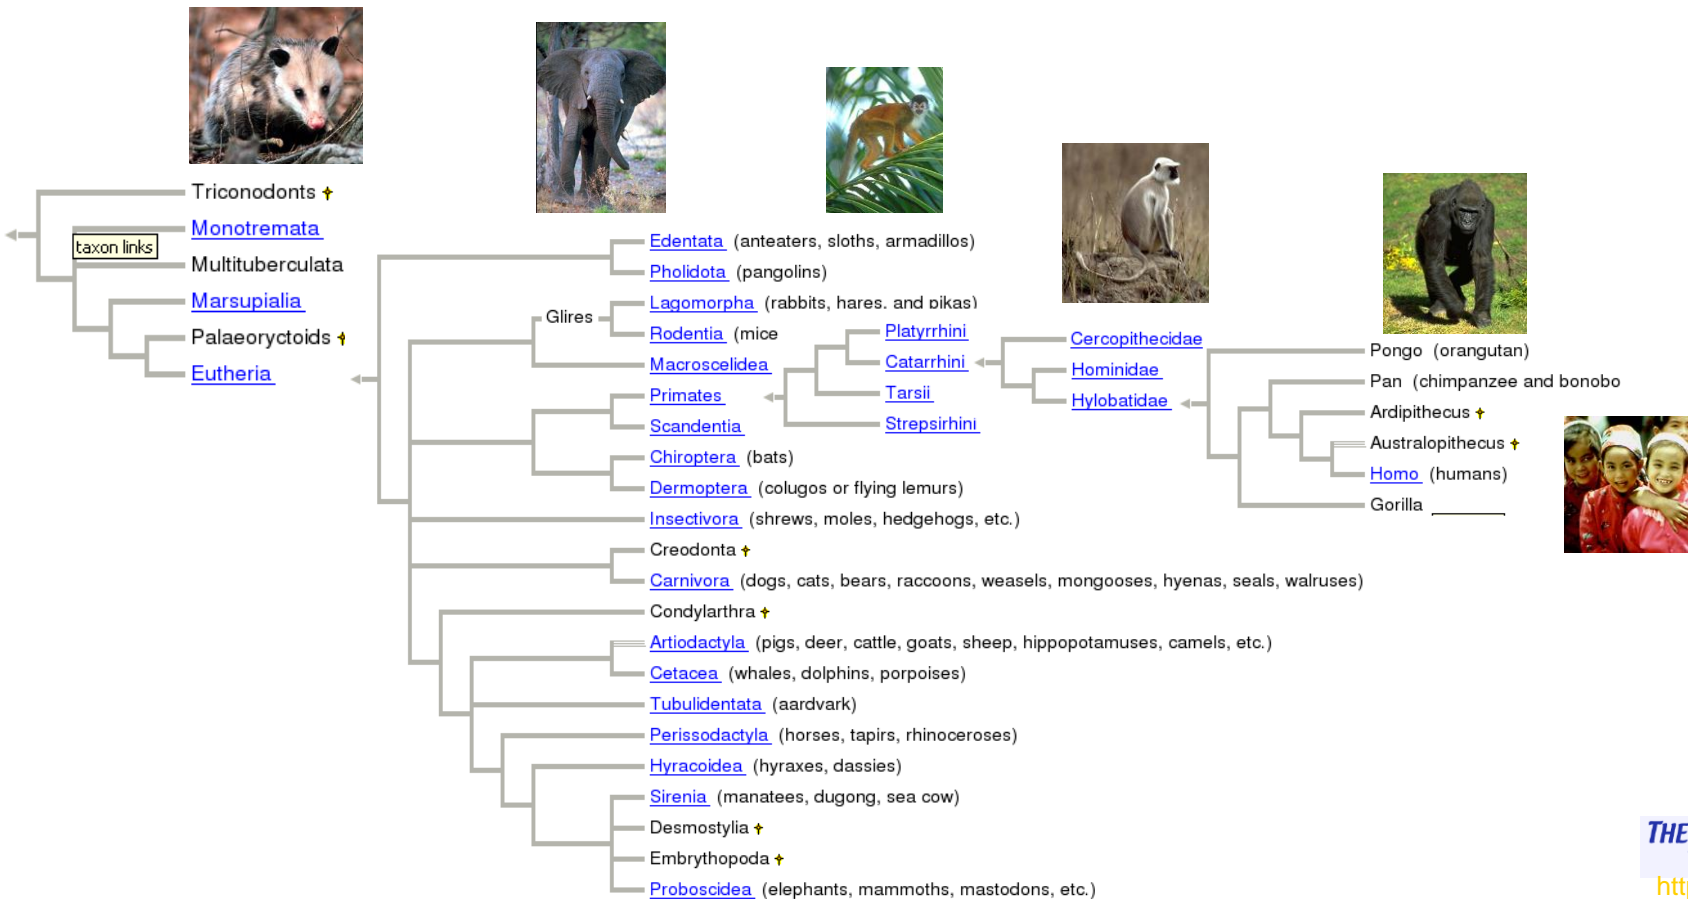 Triconodonts
Monotremata
taxon links
Multituberculata
Marsupialia
Palaeoryctoids
Eutheria
Edentata (anteaters, sloths, armadillos)
Pholidota (pangolins)
Glires
Lagomorpha (rabbits, hares, and pikas)
Rodentia (mice
Macroscelidea
Primates
Scandentia
Chiroptera (bats)
Dermoptera (colugos or flying lemurs)
Insectivora (shrews, moles, hedgehogs, etc.)
Creodonta
Carnivora (dogs, cats, bears, raccoons, weasels, mongooses, hyenas, seals, walruses)
Condylarthra
Artiodactyla (pigs, deer, cattle, goats, sheep, hippopotamuses, camels, etc.)
Cetacea (whales, dolphins, porpoises)
Tubulidentata (aardvark)
Perissodactyla (horses, tapirs, rhinoceroses)
Hyracoidea (hyraxes, dassies)
Sirenia (manatees, dugong, sea cow)
Desmostylia
Embrythopoda
Proboscidea (elephants, mammoths, mastodons, etc.)
Platyrrhini
Catarrhini
Tarsii
Strepsirhini
Cercopithecidae
Hominidae
Hylobatidae
Pongo (orangutan)
Pan (chimpanzee and bonobo
Ardipithecus
Australopithecus
Homo (humans)
Gorilla
THE
htt